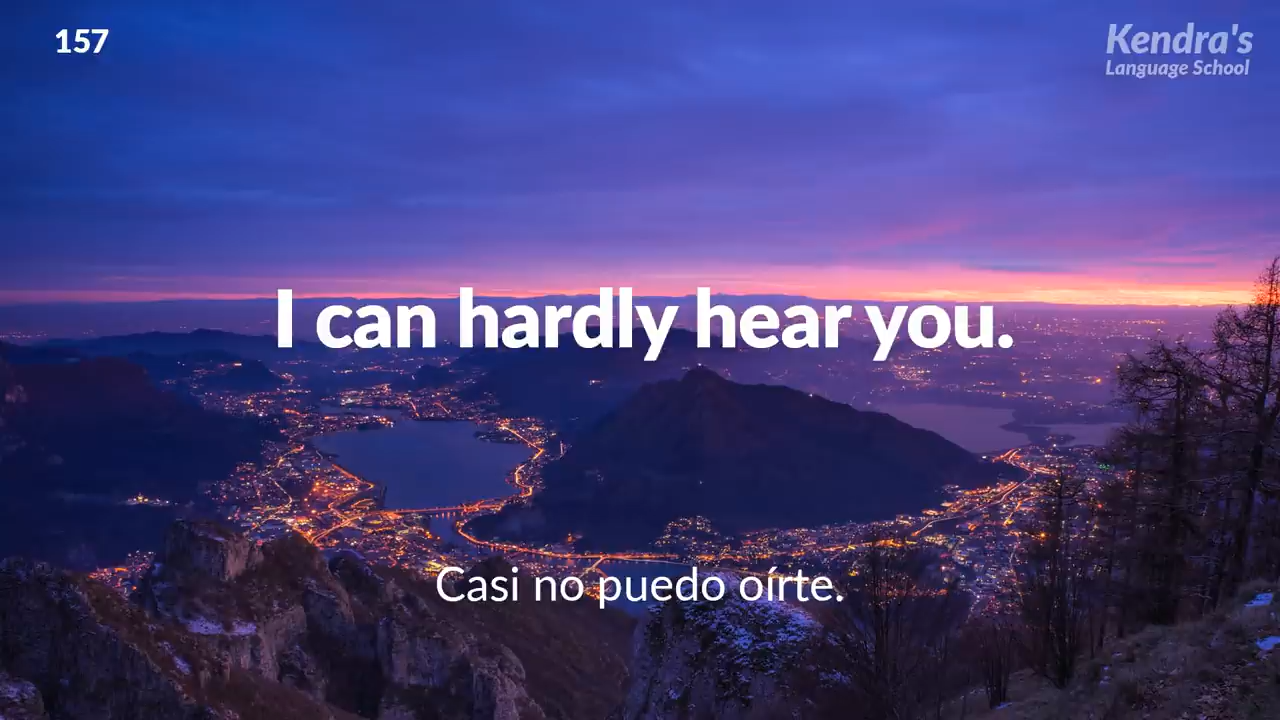 157
Kendra's
Language School
I can hardly hear you.
Casi no puedo oírte.